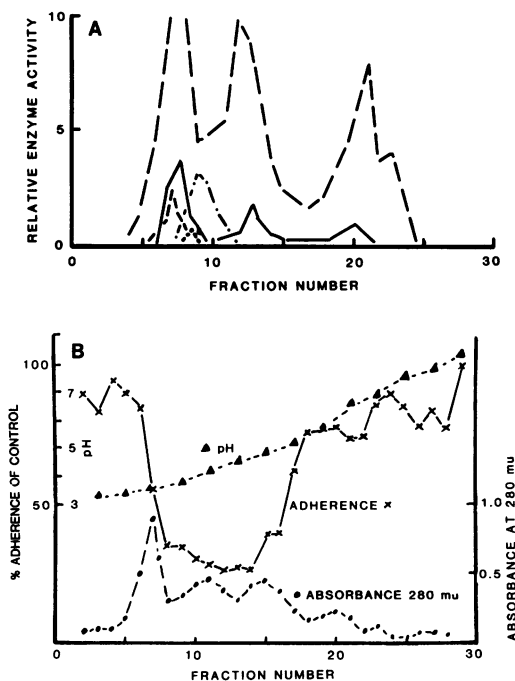 A
10
5
0
RELATIVE ENZYME ACTIVITY
0 10 20 30
FRACTION NUMBER
B
100
50
% ADHERENCE OF CONTROL
7
5
3
pH
▲ pH
ADHERENCE ×
• ABSORBANCE 280 mu
1.0
0.5
0
ABSORBANCE AT 280 mu
0 10 20 30
FRACTION NUMBER